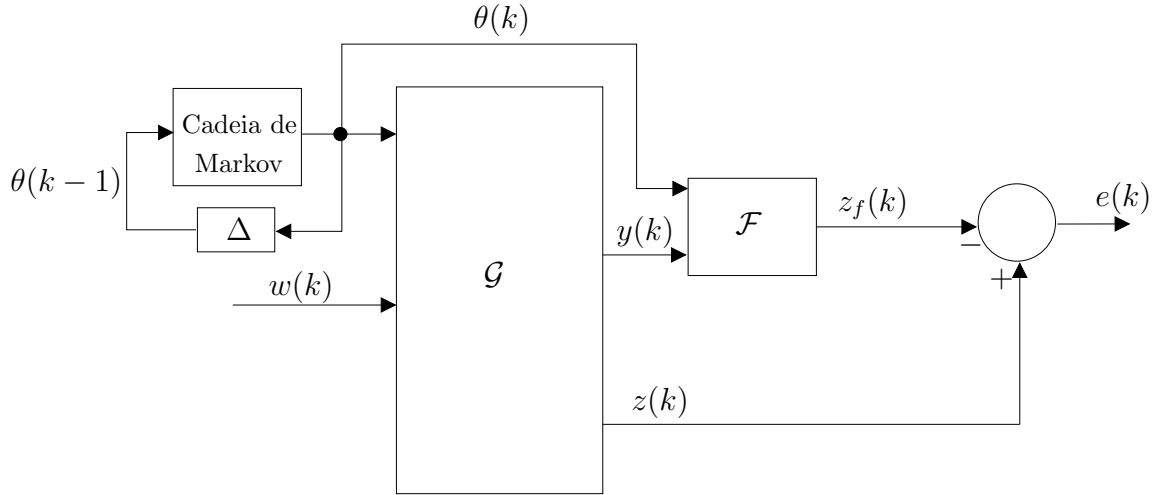 θ(k)
Cadeia de
Markov
θ(k − 1)
Δ
w(k)
𝒢
y(k)
ℱ
z_f(k)
−
+
e(k)
z(k)